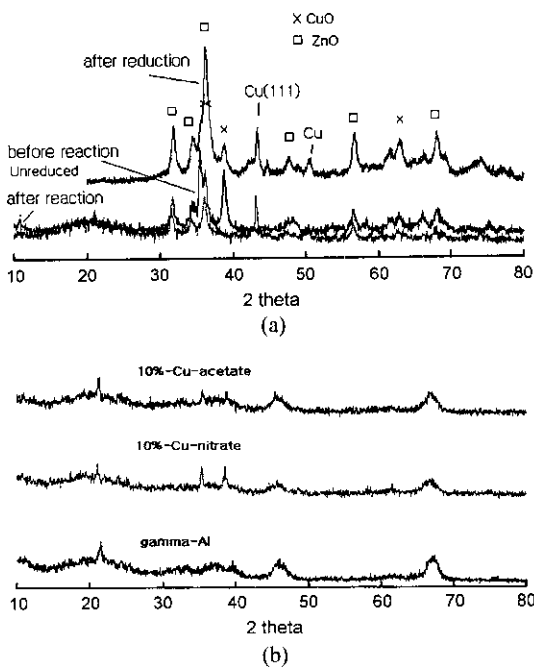 × CuO
□ ZnO
□
after reduction
Cu(111)
□ □ × □ Cu □ × □
before reaction
Unreduced
after reaction
10 20 30 40 50 60 70 80
2 theta
(a)
10%-Cu-acetate
10%-Cu-nitrate
gamma-Al
10 20 30 40 50 60 70 80
2 theta
(b)